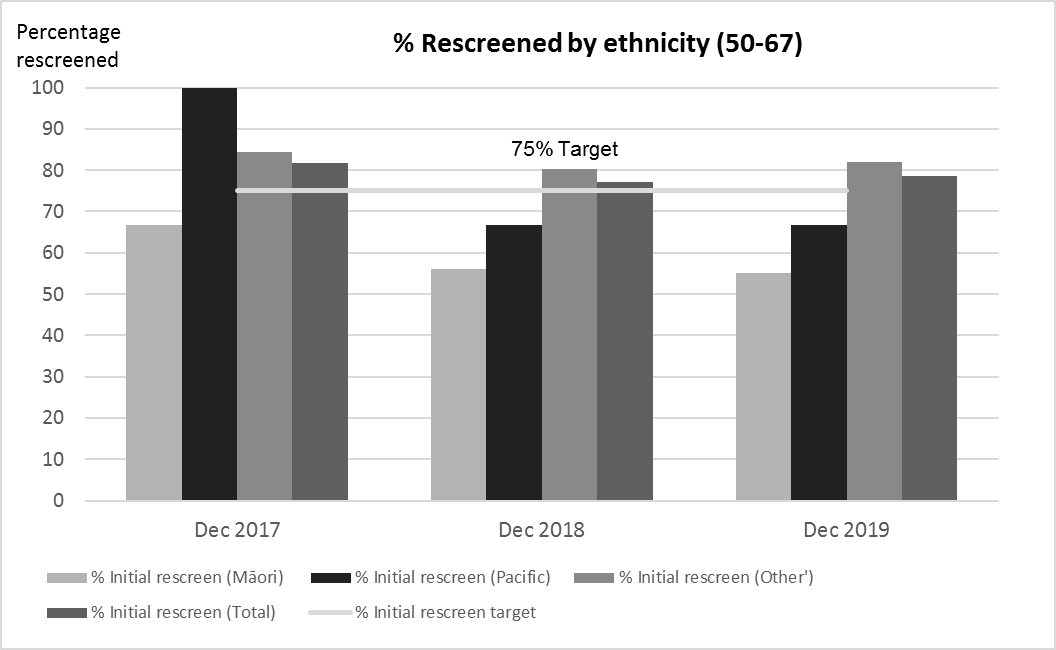 Percentage
rescreened
% Rescreened by ethnicity (50-67)
100
90
80
70
60
50
40
30
20
10
0
75% Target
Dec 2017
Dec 2018
Dec 2019
% Initial rescreen (Māori)
% Initial rescreen (Pacific)
% Initial rescreen (Other')
% Initial rescreen (Total)
% Initial rescreen target